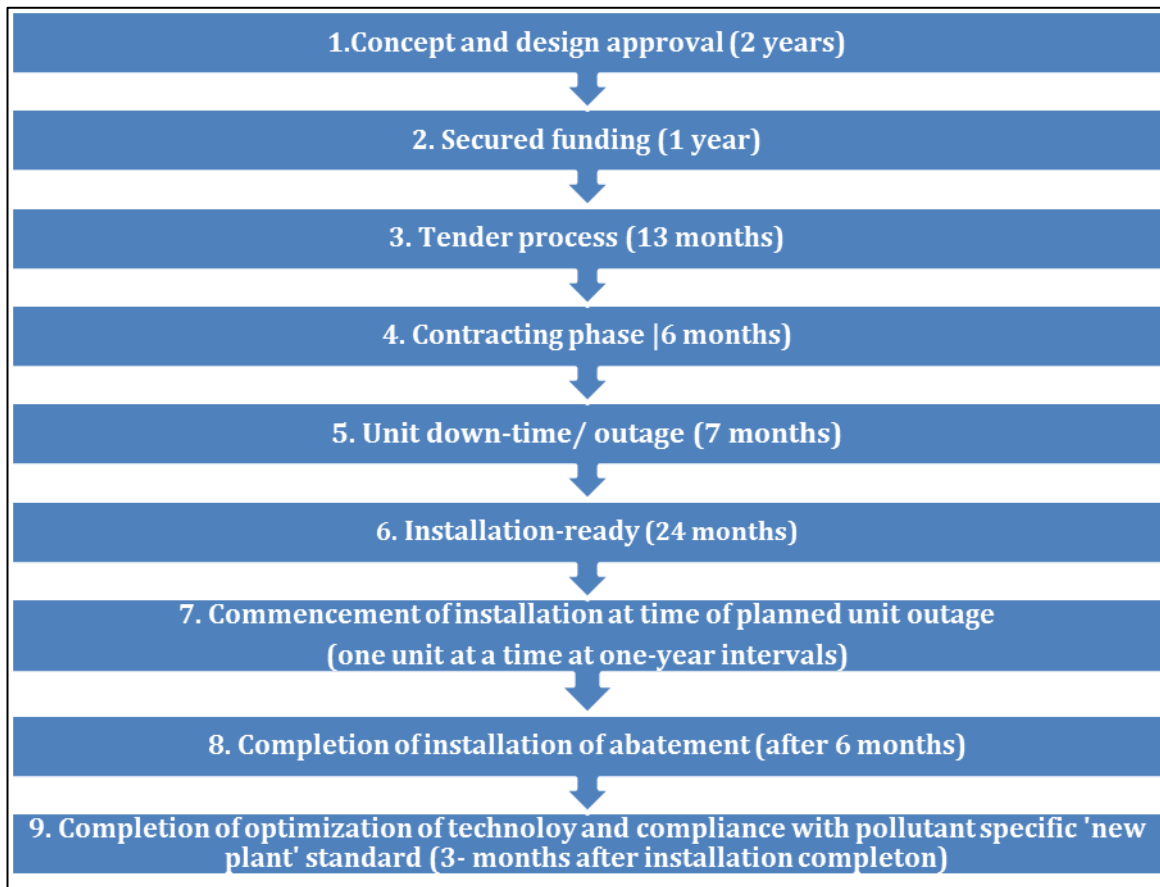 1.Concept and design approval (2 years)
2. Secured funding (1 year)
3. Tender process (13 months)
4. Contracting phase |6 months)
5. Unit down-time/ outage (7 months)
6. Installation-ready (24 months)
7. Commencement of installation at time of planned unit outage
(one unit at a time at one-year intervals)
8. Completion of installation of abatement (after 6 months)
9. Completion of optimization of technoloy and compliance with pollutant specific 'new
plant' standard (3- months after installation completon)